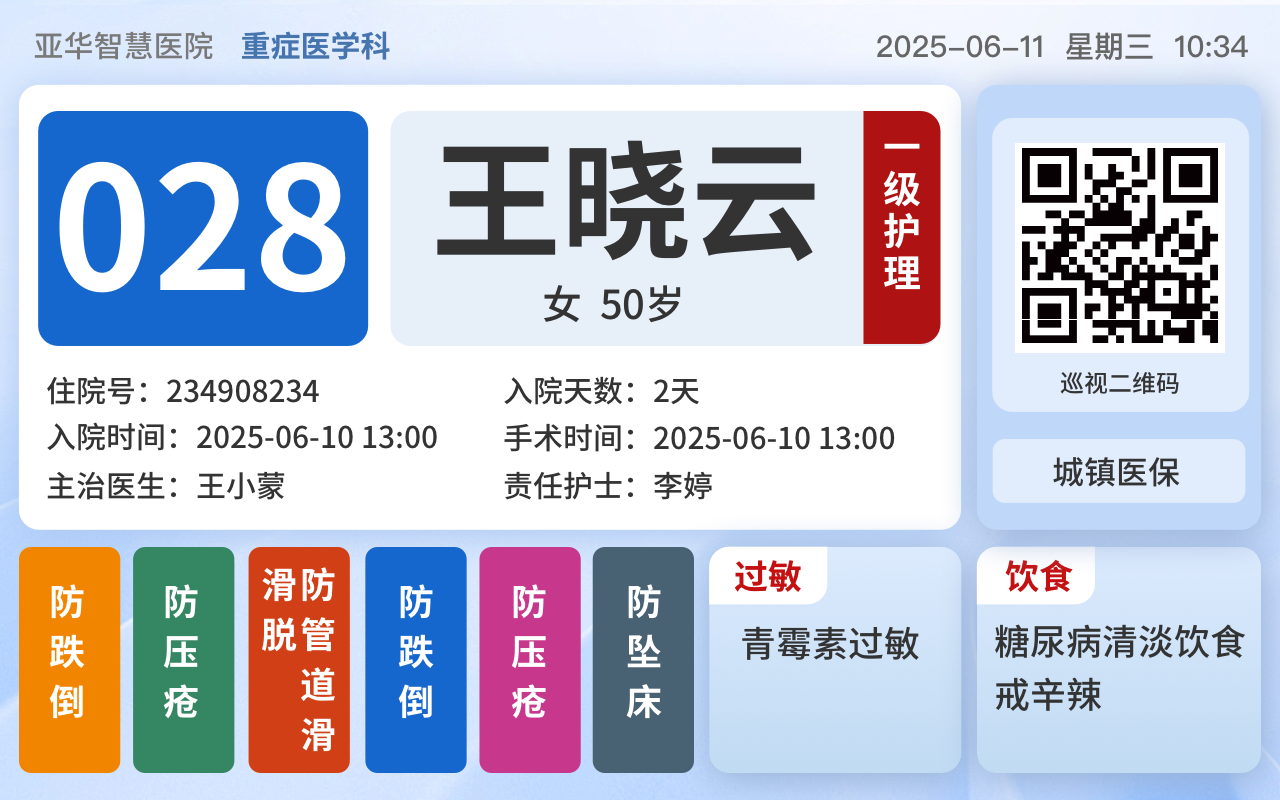 亚华智慧医院 重症医学科
2025-06-11 星期三 10:34
028
王晓云
女 50岁
一级护理
住院号：234908234
入院天数：2天
入院时间：2025-06-10 13:00
手术时间：2025-06-10 13:00
主治医生：王小蒙
责任护士：李婷
巡视二维码
城镇医保
防跌倒
防压疮
防管道滑
滑脱
防跌倒
防压疮
防坠床
过敏
青霉素过敏
饮食
糖尿病清淡饮食
戒辛辣